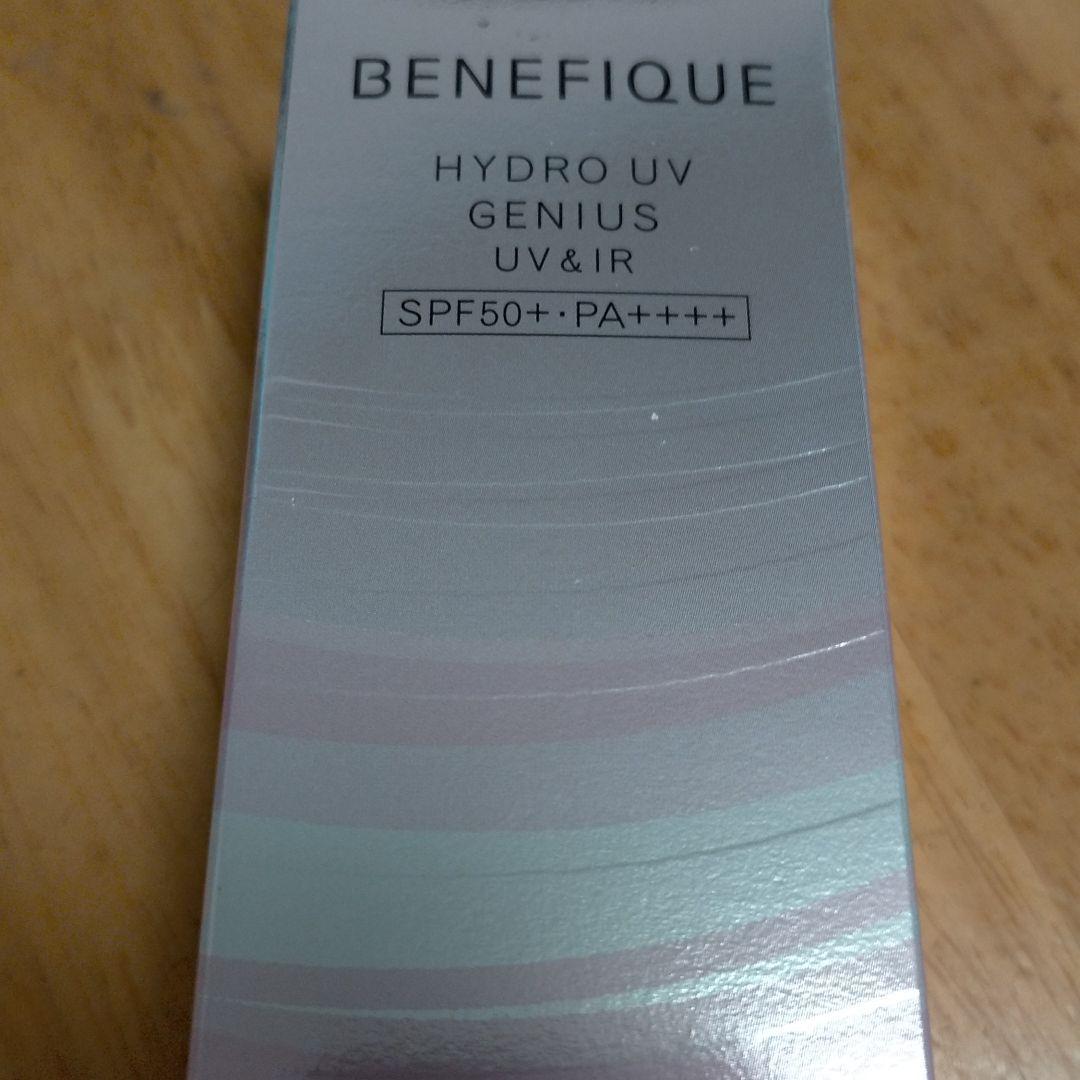 BENEFIQUE
HYDRO UV
GENIUS
UV&IR
SPF50+・PA++++